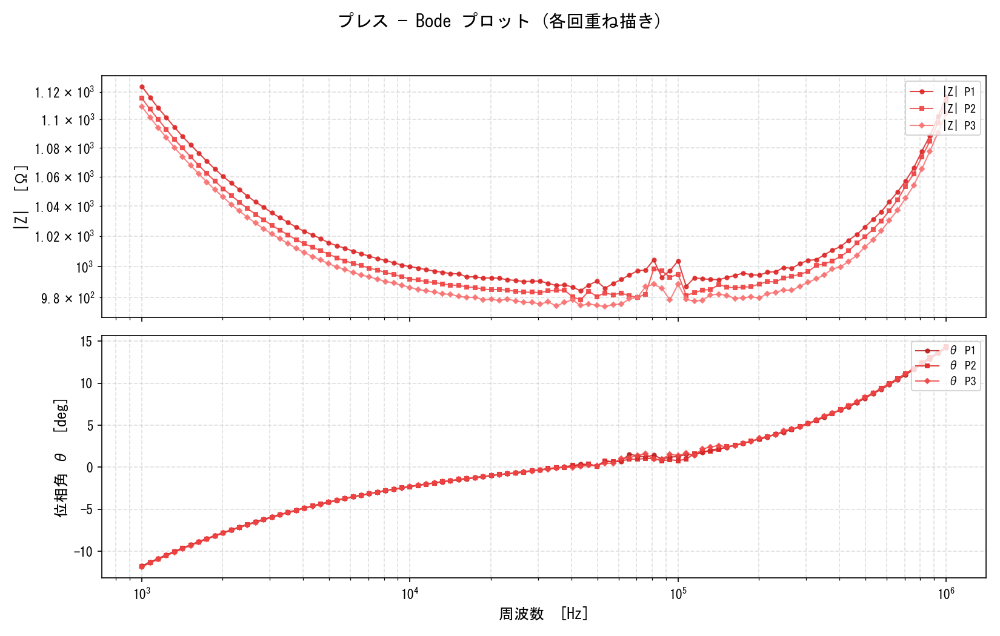 プレス − Bode プロット (各回重ね描き)
|Z| [Ω]
1.12 × 10³
1.1 × 10³
1.08 × 10³
1.06 × 10³
1.04 × 10³
1.02 × 10³
10³
9.8 × 10²
|Z| P1
|Z| P2
|Z| P3
位相角 θ [deg]
15
10
5
0
−5
−10
θ P1
θ P2
θ P3
10³ 10⁴ 10⁵ 10⁶
周波数 [Hz]